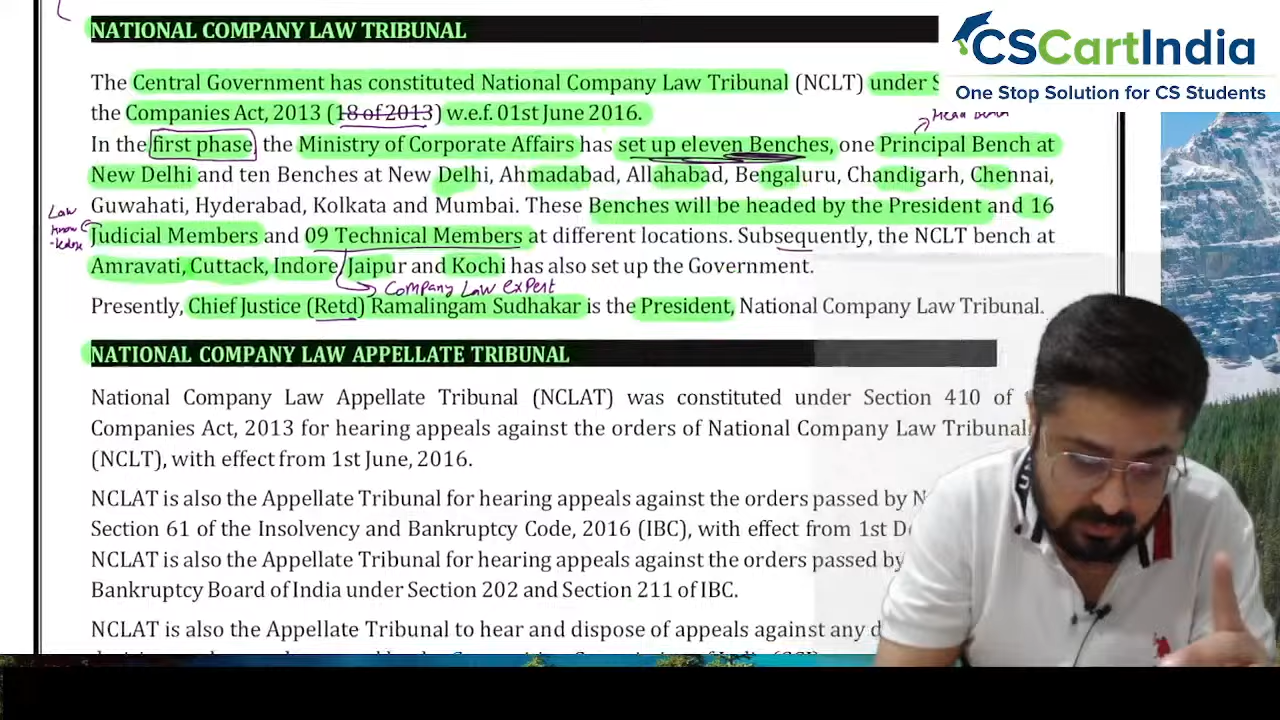 NATIONAL COMPANY LAW TRIBUNAL
CSCartIndia
One Stop Solution for CS Students
The Central Government has constituted National Company Law Tribunal (NCLT) under
the Companies Act, 2013 (18 of 2013) w.e.f. 01st June 2016.
In the first phase, the Ministry of Corporate Affairs has set up eleven Benches, one Principal Bench at
New Delhi and ten Benches at New Delhi, Ahmadabad, Allahabad, Bengaluru, Chandigarh, Chennai,
Guwahati, Hyderabad, Kolkata and Mumbai. These Benches will be headed by the President and 16
Law
Judicial Members and 09 Technical Members at different locations. Subsequently, the NCLT bench at
Amravati, Cuttack, Indore, Jaipur and Kochi has also set up the Government.
Company Law expert
Presently, Chief Justice (Retd) Ramalingam Sudhakar is the President, National Company Law Tribunal.
NATIONAL COMPANY LAW APPELLATE TRIBUNAL
National Company Law Appellate Tribunal (NCLAT) was constituted under Section 410 of
Companies Act, 2013 for hearing appeals against the orders of National Company Law Tribunal
(NCLT), with effect from 1st June, 2016.
NCLAT is also the Appellate Tribunal for hearing appeals against the orders passed by
Section 61 of the Insolvency and Bankruptcy Code, 2016 (IBC), with effect from 1st
NCLAT is also the Appellate Tribunal for hearing appeals against the orders passed by
Bankruptcy Board of India under Section 202 and Section 211 of IBC.
NCLAT is also the Appellate Tribunal to hear and dispose of appeals against any